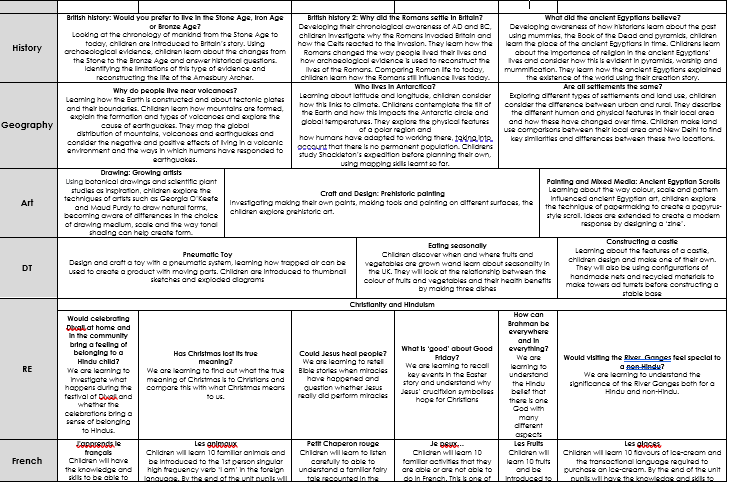 History
British history: Would you prefer to live in the Stone Age, Iron Age
or Bronze Age?
Looking at the chronology of mankind from the Stone Age to
today, children are introduced to Britain's story. Using
archaeological evidence, children learn about the changes from
the Stone to the Bronze Age and answer historical questions.
Identifying the limitations of this type of evidence and
reconstructing the life of the Amesbury Archer.
British history 2: Why did the Romans settle in Britain?
Developing their chronological awareness of AD and BC,
children investigate why the Romans invaded Britain and
how the Celts reacted to the invasion. They learn how the
Romans changed the way people lived their lives and
how archaeological evidence is used to reconstruct the
lives of the Romans. Comparing Roman life to today,
children learn how the Romans still influence lives today.
What did the ancient Egyptians believe?
Developing awareness of how historians learn about the past
using mummies, the Book of the Dead and pyramids, children
learn the place of the ancient Egyptians in time. Childrens learn
about the importance of religion in the ancient Egyptians'
lives and consider how this is evident in pyramids, worship and
mummification. They learn how the ancient Egyptians explained
the existence of the world using their creation story.
Geography
Why do people live near volcanoes?
Learning how the Earth is constructed and about tectonic plates
and their boundaries. Children learn how mountains are formed,
explain the formation and types of volcanoes and explore the
cause of earthquakes. They map the global
distribution of mountains, volcanoes and earthquakes and
consider the negative and positive effects of living in a volcanic
environment and the ways in which humans have responded to
earthquakes.
Who lives in Antarctica?
Learning about latitude and longitude, children consider
how this links to climate. Childrens contemplate the tilt of
the Earth and how this impacts the Antarctic circle and
global temperatures. They explore the physical features
of a polar region and
how humans have adapted to working there, taking into
account that there is no permanent population. Childrens
study Shackleton's expedition before planning their own,
using mapping skills learnt so far.
Are all settlements the same?
Exploring different types of settlements and land use, children
consider the difference between urban and rural. They describe
the different human and physical features in their local area
and how these have changed over time. Children make land
use comparisons between their local area and New Delhi to find
key similarities and differences between these two locations.
Art
Drawing: Growing artists
Using botanical drawings and scientific plant
studies as inspiration, children explore the
techniques of artists such as Georgia O'Keefe
and Maud Purdy to draw natural forms,
becoming aware of differences in the choice
of drawing medium, scale and the way tonal
shading can help create form.
Craft and Design: Prehistoric painting
Investigating making their own paints, making tools and painting on different surfaces, the
children explore prehistoric art.
Painting and Mixed Media: Ancient Egyptian Scrolls
Learning about the way colour, scale and pattern
influenced ancient Egyptian art, children explore
the technique of papermaking to create a papyrus-
style scroll. Ideas are extended to create a modern
response by designing a 'zine'.
DT
Pneumatic Toy
Design and craft a toy with a pneumatic system, learning how trapped air can be
used to create a product with moving parts. Children are introduced to thumbnail
sketches and exploded diagrams
Eating seasonally
Children discover when and where fruits and
vegetables are grown wand learn about seasonality in
the UK. They will look at the relationship between the
colour of fruits and vegetables and their health benefits
by making three dishes
Constructing a castle
Learning about the features of a castle,
children design and make one of their own.
They will also be using configurations of
handmade nets and recycled materials to
make towers ad turrets before constructing a
stable base
RE
Christianity and Hinduism
Would celebrating
Divali at home and
in the community
bring a feeling of
belonging to a
Hindu child?
We are learning to
investigate what
happens during the
festival of Divali and
whether the
celebrations bring a
sense of belonging
to Hindus.
Has Christmas lost its true
meaning?
We are learning to find out what the true
meaning of Christmas is to Christians and
compare this with what Christmas means
to us.
Could Jesus heal people?
We are learning to retell
Bible stories when miracles
have happened and
question whether Jesus
really did perform miracles
What is 'good' about Good
Friday?
We are learning to recall
key events in the Easter
story and understand why
Jesus' crucifixion symbolises
hope for Christians
How can
Brahman be
everywhere
and in
everything?
We are
learning to
understand
the Hindu
belief that
there is one
God with
many
different
aspects
Would visiting the River Ganges feel special to
a non-Hindu?
We are learning to understand the
significance of the River Ganges both for a
Hindu and non-Hindu.
French
J'apprends le
français
Children will have
the knowledge and
skills to be able to
Les animaux
Children will learn 10 familiar animals and
be introduced to the 1st person singular
high frequency verb 'I am' in the foreign
language. By the end of the unit pupils will
Petit Chaperon rouge
Children will learn to listen
carefully to able to
understand a familiar fairy
tale recounted in the
Je peux…
Children will learn 10
familiar activities that they
are able or are not able to
do in French. This is one of
Les Fruits
Children will
learn 10 fruits
and be
introduced to
Les glaces
Children will learn 10 flavours of ice-cream and
the transactional language required to
purchase an ice-cream. By the end of the unit
pupils will have the knowledge and skills to